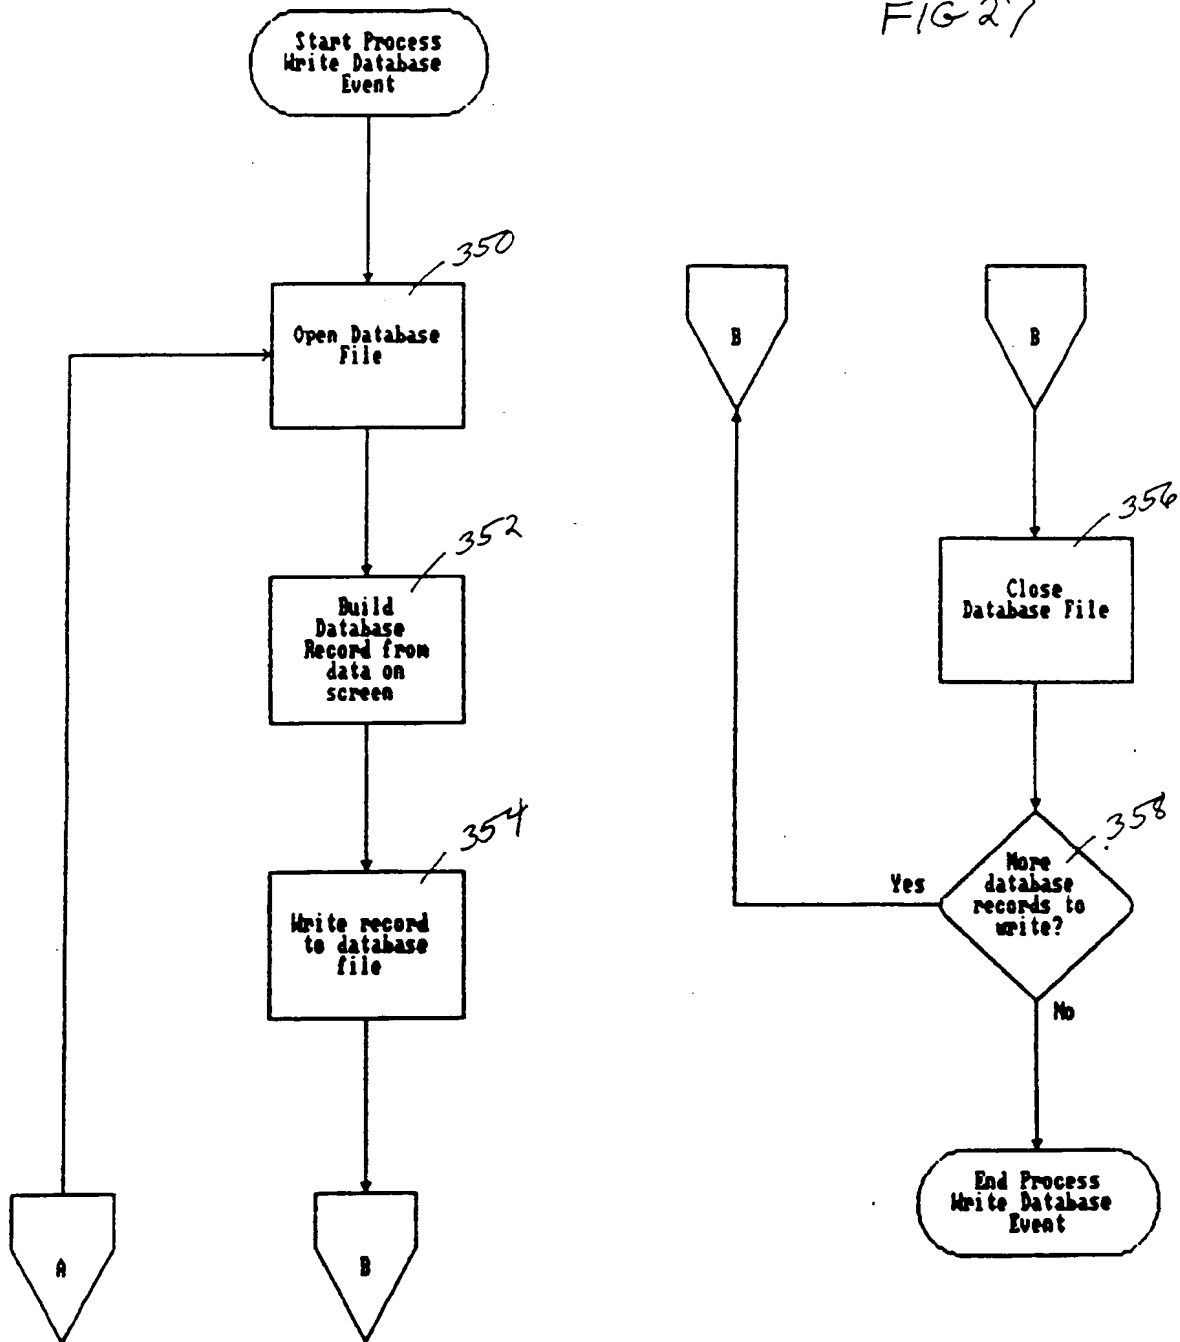 FIG 27
Start Process
Write Database
Event
350
Open Database
File
352
Build
Database
Record from
data on
screen
354
Write record
to database
file
A
B
B
B
356
Close
Database File
358
More
database
records to
write?
Yes
No
End Process
Write Database
Event